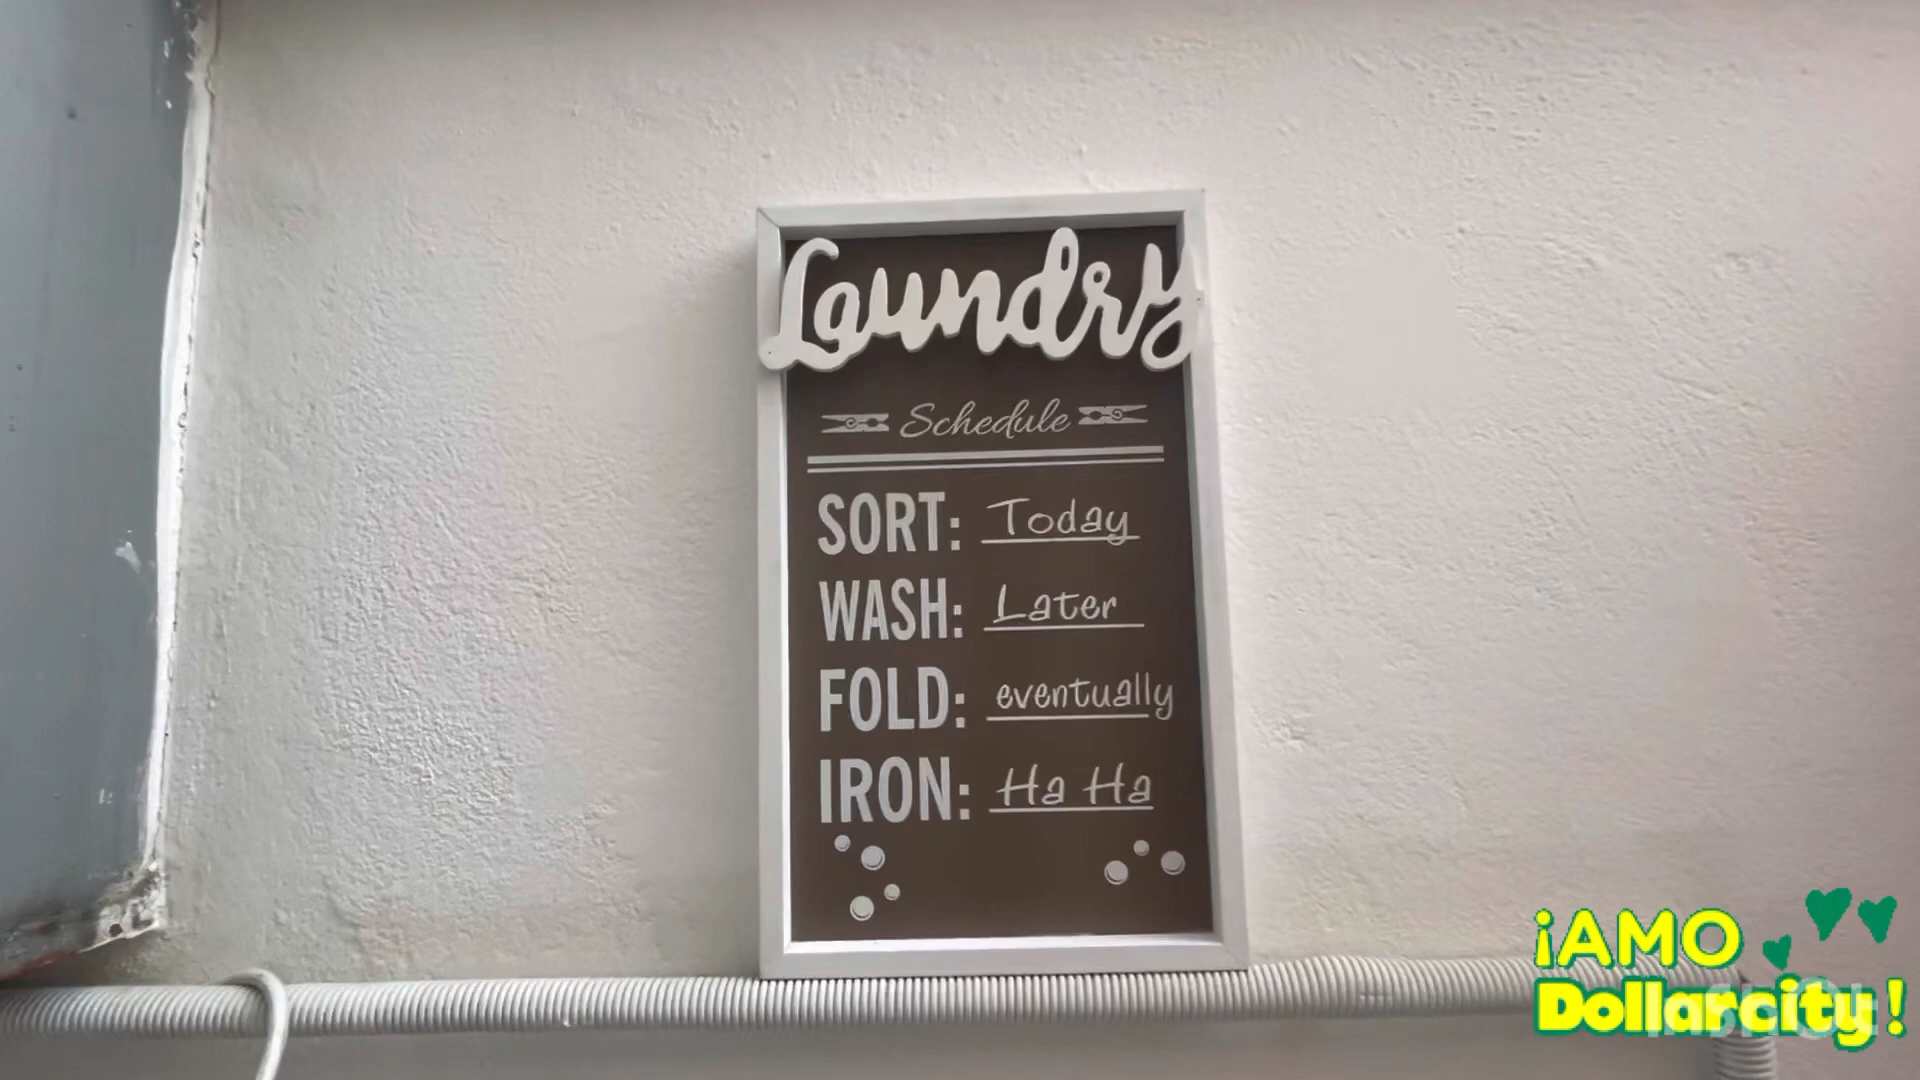 Laundry
Schedule
SORT: Today
WASH: Later
FOLD: eventually
IRON: Ha Ha
¡AMO
Dollarcity!